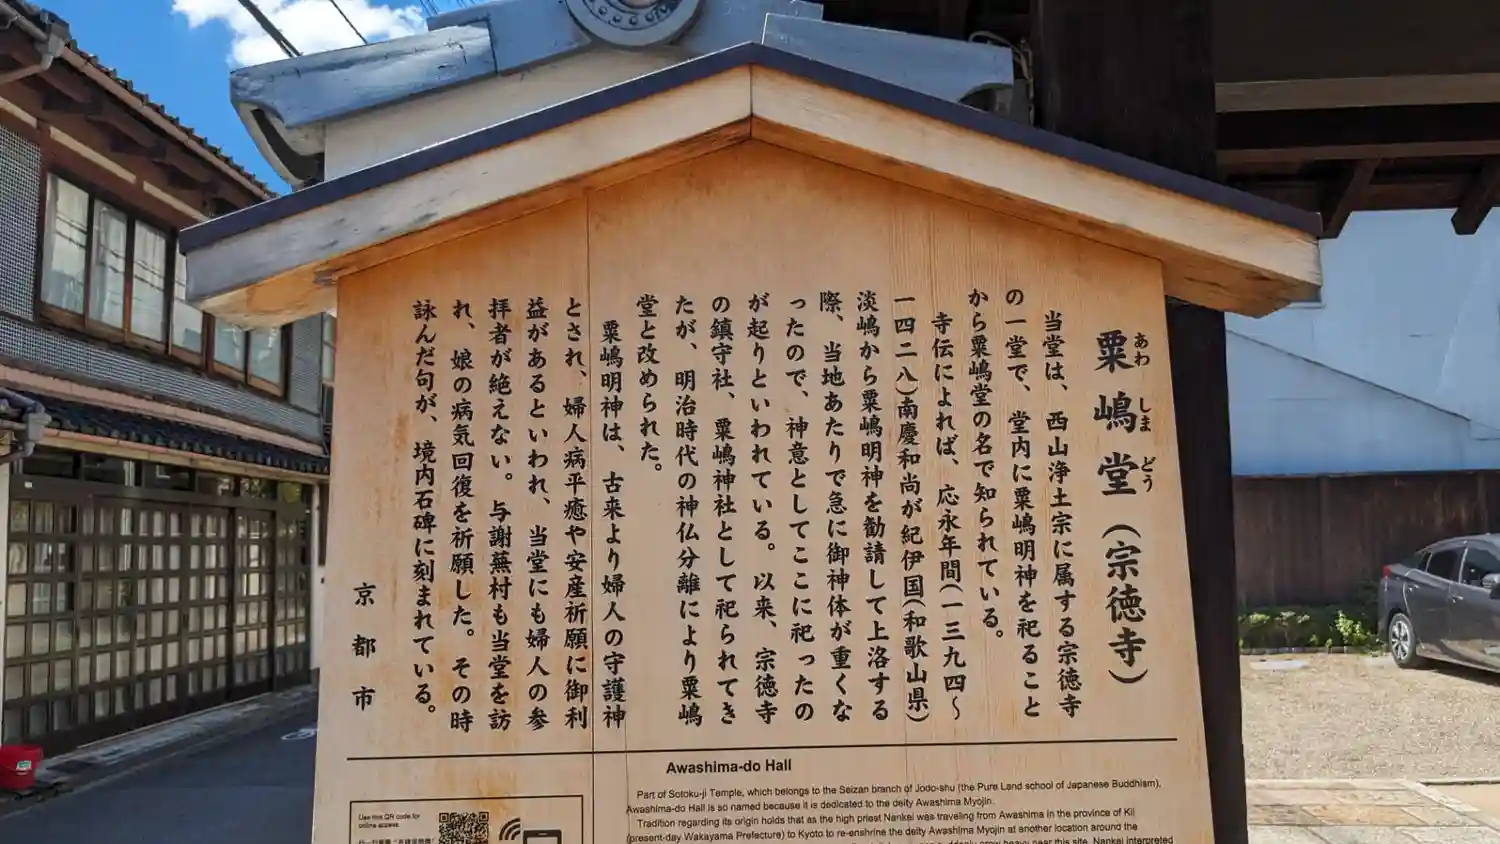 粟嶋堂(宗徳寺)
あわ しま どう
当堂は、西山浄土宗に属する宗徳寺
の一堂で、堂内に粟嶋明神を祀ること
から粟嶋堂の名で知られている。
寺伝によれば、応永年間(一三九四~
一四二八)南慶和尚が紀伊国(和歌山県)
淡嶋から粟嶋明神を勧請して上洛する
際、当地あたりで急に御神体が重くな
ったので、神意としてここに祀ったの
が起りといわれている。以来、宗徳寺
の鎮守社、粟嶋神社として祀られてき
たが、明治時代の神仏分離により粟嶋
堂と改められた。
粟嶋明神は、古来より婦人の守護神
とされ、婦人病平癒や安産祈願に御利
益があるといわれ、当堂にも婦人の参
拝者が絶えない。与謝蕪村も当堂を訪
れ、娘の病気回復を祈願した。その時
詠んだ句が、境内石碑に刻まれている。
京都市
Awashima-do Hall
Part of Sotoku-ji Temple, which belongs to the Seizan branch of Jodo-shu (the Pure Land school of Japanese Buddhism),
Awashima-do Hall is so named because it is dedicated to the deity Awashima Myojin.
Tradition regarding its origin holds that as the high priest Nankei was traveling from Awashima in the province of Kii
(present-day Wakayama Prefecture) to Kyoto to re-enshrine the deity Awashima Myojin at another location around the
heavy near this site, Nankei interpreted
Use this QR code for
online access.